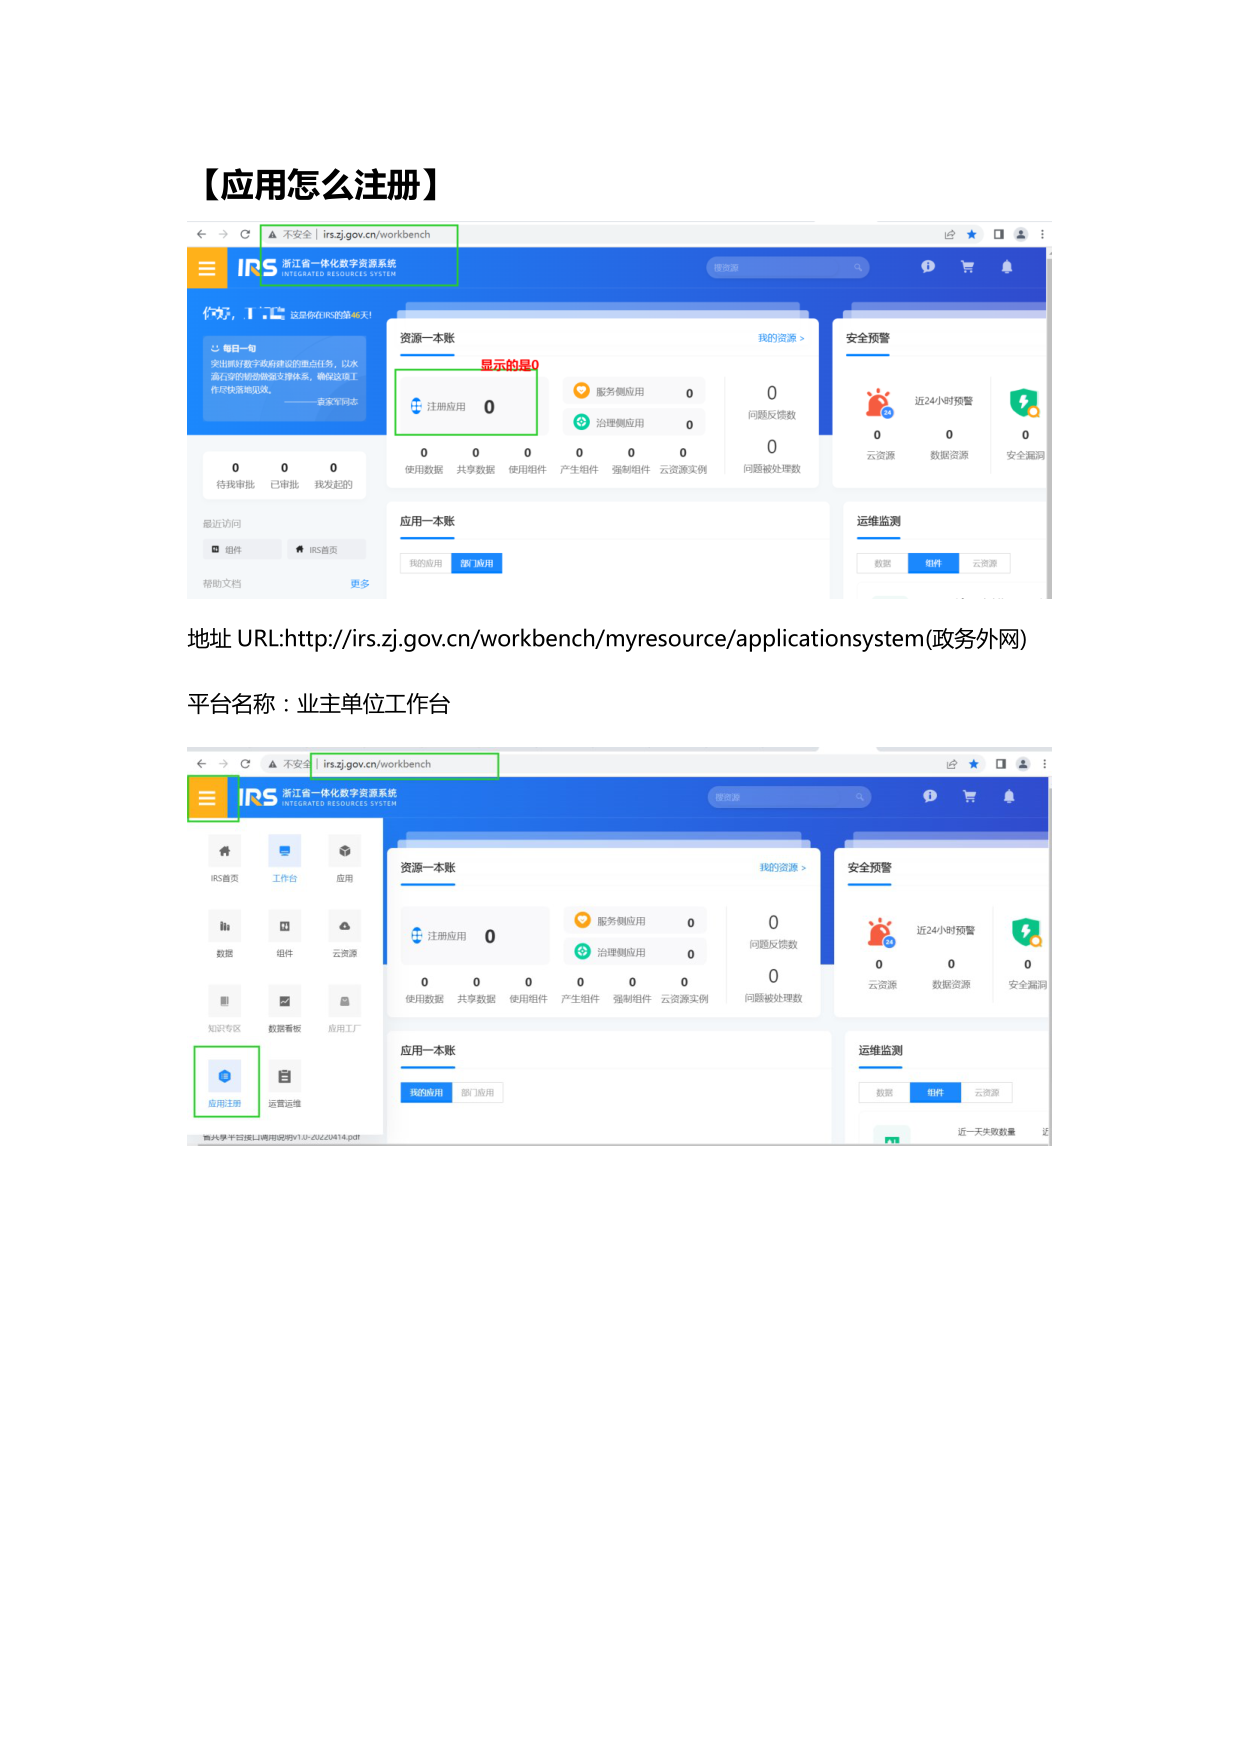 【应用怎么注册】
不安全 | irs.zj.gov.cn/workbench
IRS 浙江省一体化数字资源系统
INTEGRATED RESOURCES SYSTEM
搜资源
你好, 这是你在IRS的第46天!
每日一句
突出抓好数字政府建设的重点任务，以水
滴石穿的韧劲做强支撑体系，确保这项工
作尽快落地见效。
————袁家军同志
0 0 0
待我审批 已审批 我发起的
最近访问
组件 IRS首页
帮助文档 更多
资源一本账 我的资源 >
显示的是0
注册应用 0
服务侧应用 0
治理侧应用 0
0
问题反馈数
0
问题被处理数
0 0 0 0 0 0
使用数据 共享数据 使用组件 产生组件 强制组件 云资源实例
应用一本账
我的应用 部门应用
安全预警
24
近24小时预警
0 0 0
云资源 数据资源 安全漏洞
运维监测
数据 组件 云资源
地址 URL:http://irs.zj.gov.cn/workbench/myresource/applicationsystem(政务外网)
平台名称：业主单位工作台
不安全 | irs.zj.gov.cn/workbench
IRS 浙江省一体化数字资源系统
INTEGRATED RESOURCES SYSTEM
搜资源
IRS首页 工作台 应用
数据 组件 云资源
知识专区 数据看板 应用工厂
应用注册 运营运维
省共享平台接口调用说明v1.0-20220414.pdf
资源一本账 我的资源 >
注册应用 0
服务侧应用 0
治理侧应用 0
0
问题反馈数
0
问题被处理数
0 0 0 0 0 0
使用数据 共享数据 使用组件 产生组件 强制组件 云资源实例
应用一本账
我的应用 部门应用
安全预警
24
近24小时预警
0 0 0
云资源 数据资源 安全漏洞
运维监测
数据 组件 云资源
近一天失败数量